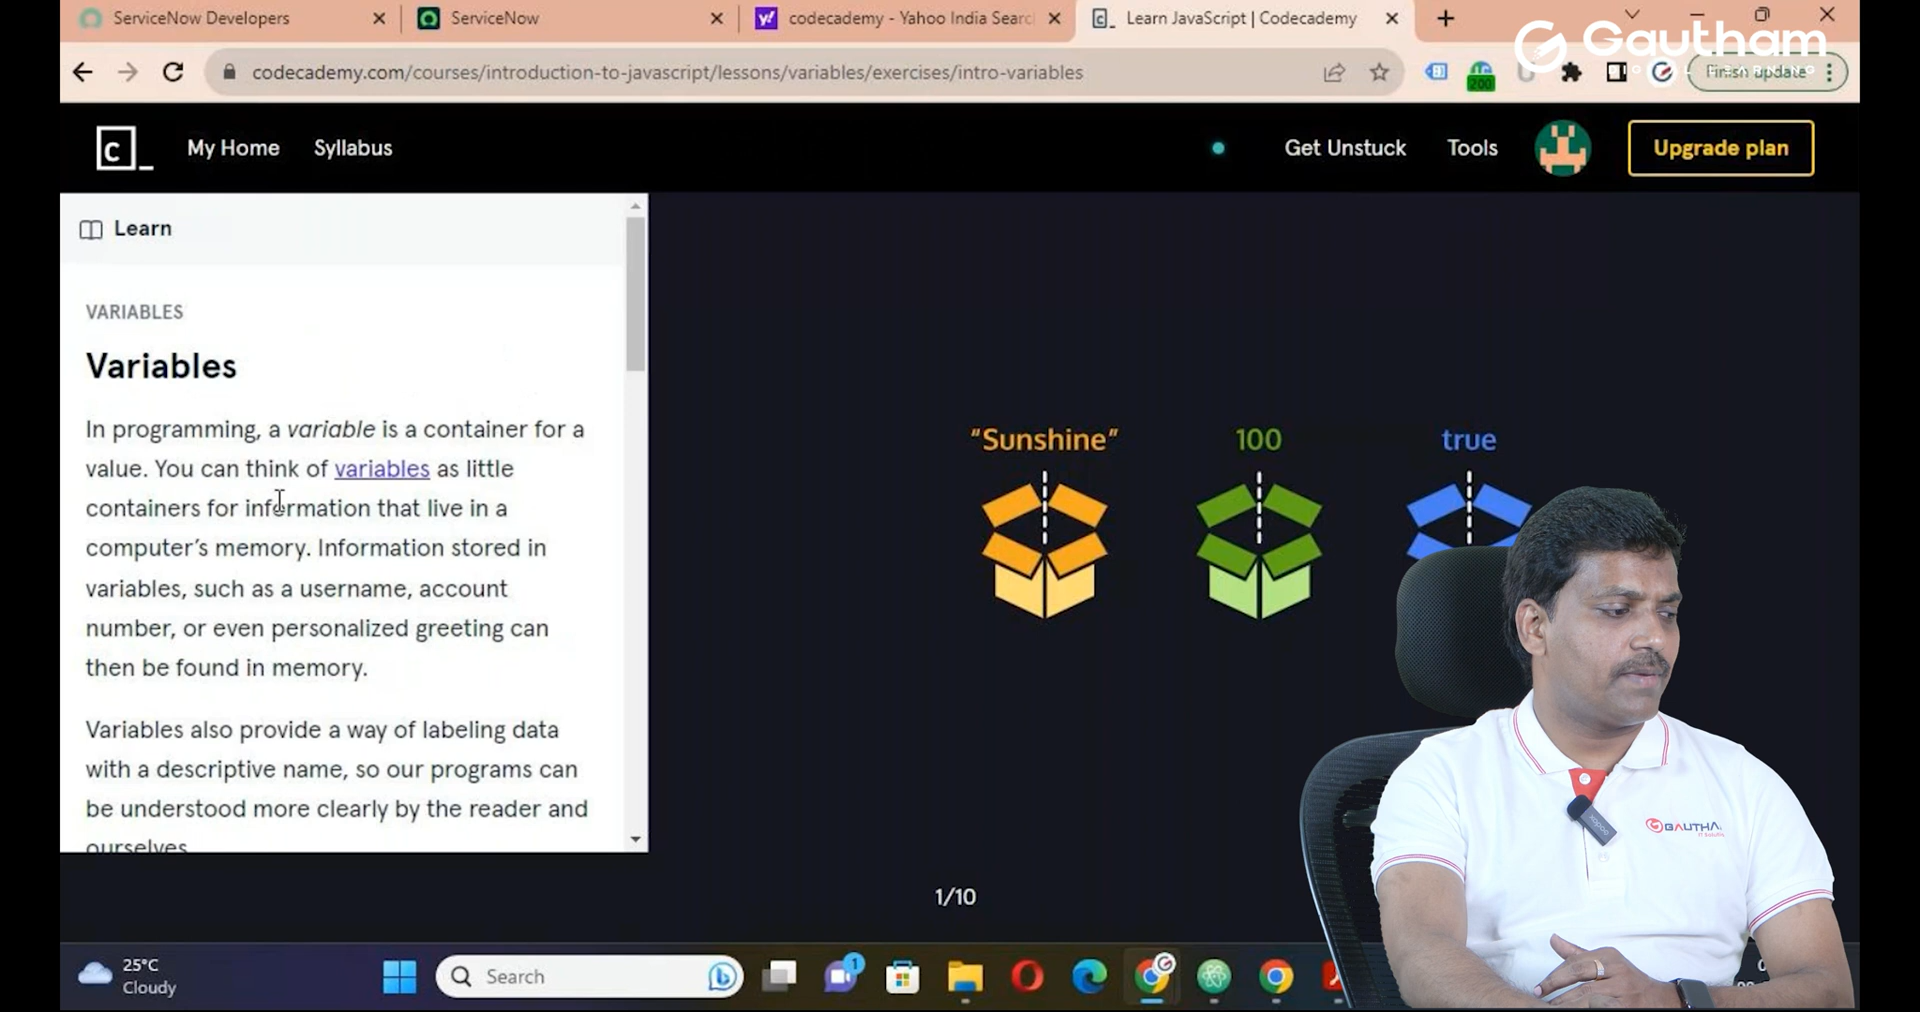 ServiceNow Developers
ServiceNow
codecademy - Yahoo India Searc
Learn JavaScript | Codecademy
codecademy.com/courses/introduction-to-javascript/lessons/variables/exercises/intro-variables
200
Finish update
Gautham
My Home
Syllabus
Get Unstuck
Tools
Upgrade plan
Learn
VARIABLES
Variables
In programming, a variable is a container for a
value. You can think of variables as little
containers for information that live in a
computer's memory. Information stored in
variables, such as a username, account
number, or even personalized greeting can
then be found in memory.
Variables also provide a way of labeling data
with a descriptive name, so our programs can
be understood more clearly by the reader and
ourselves
"Sunshine"
100
true
GAUTHA
1/10
25°C
Cloudy
Search
1